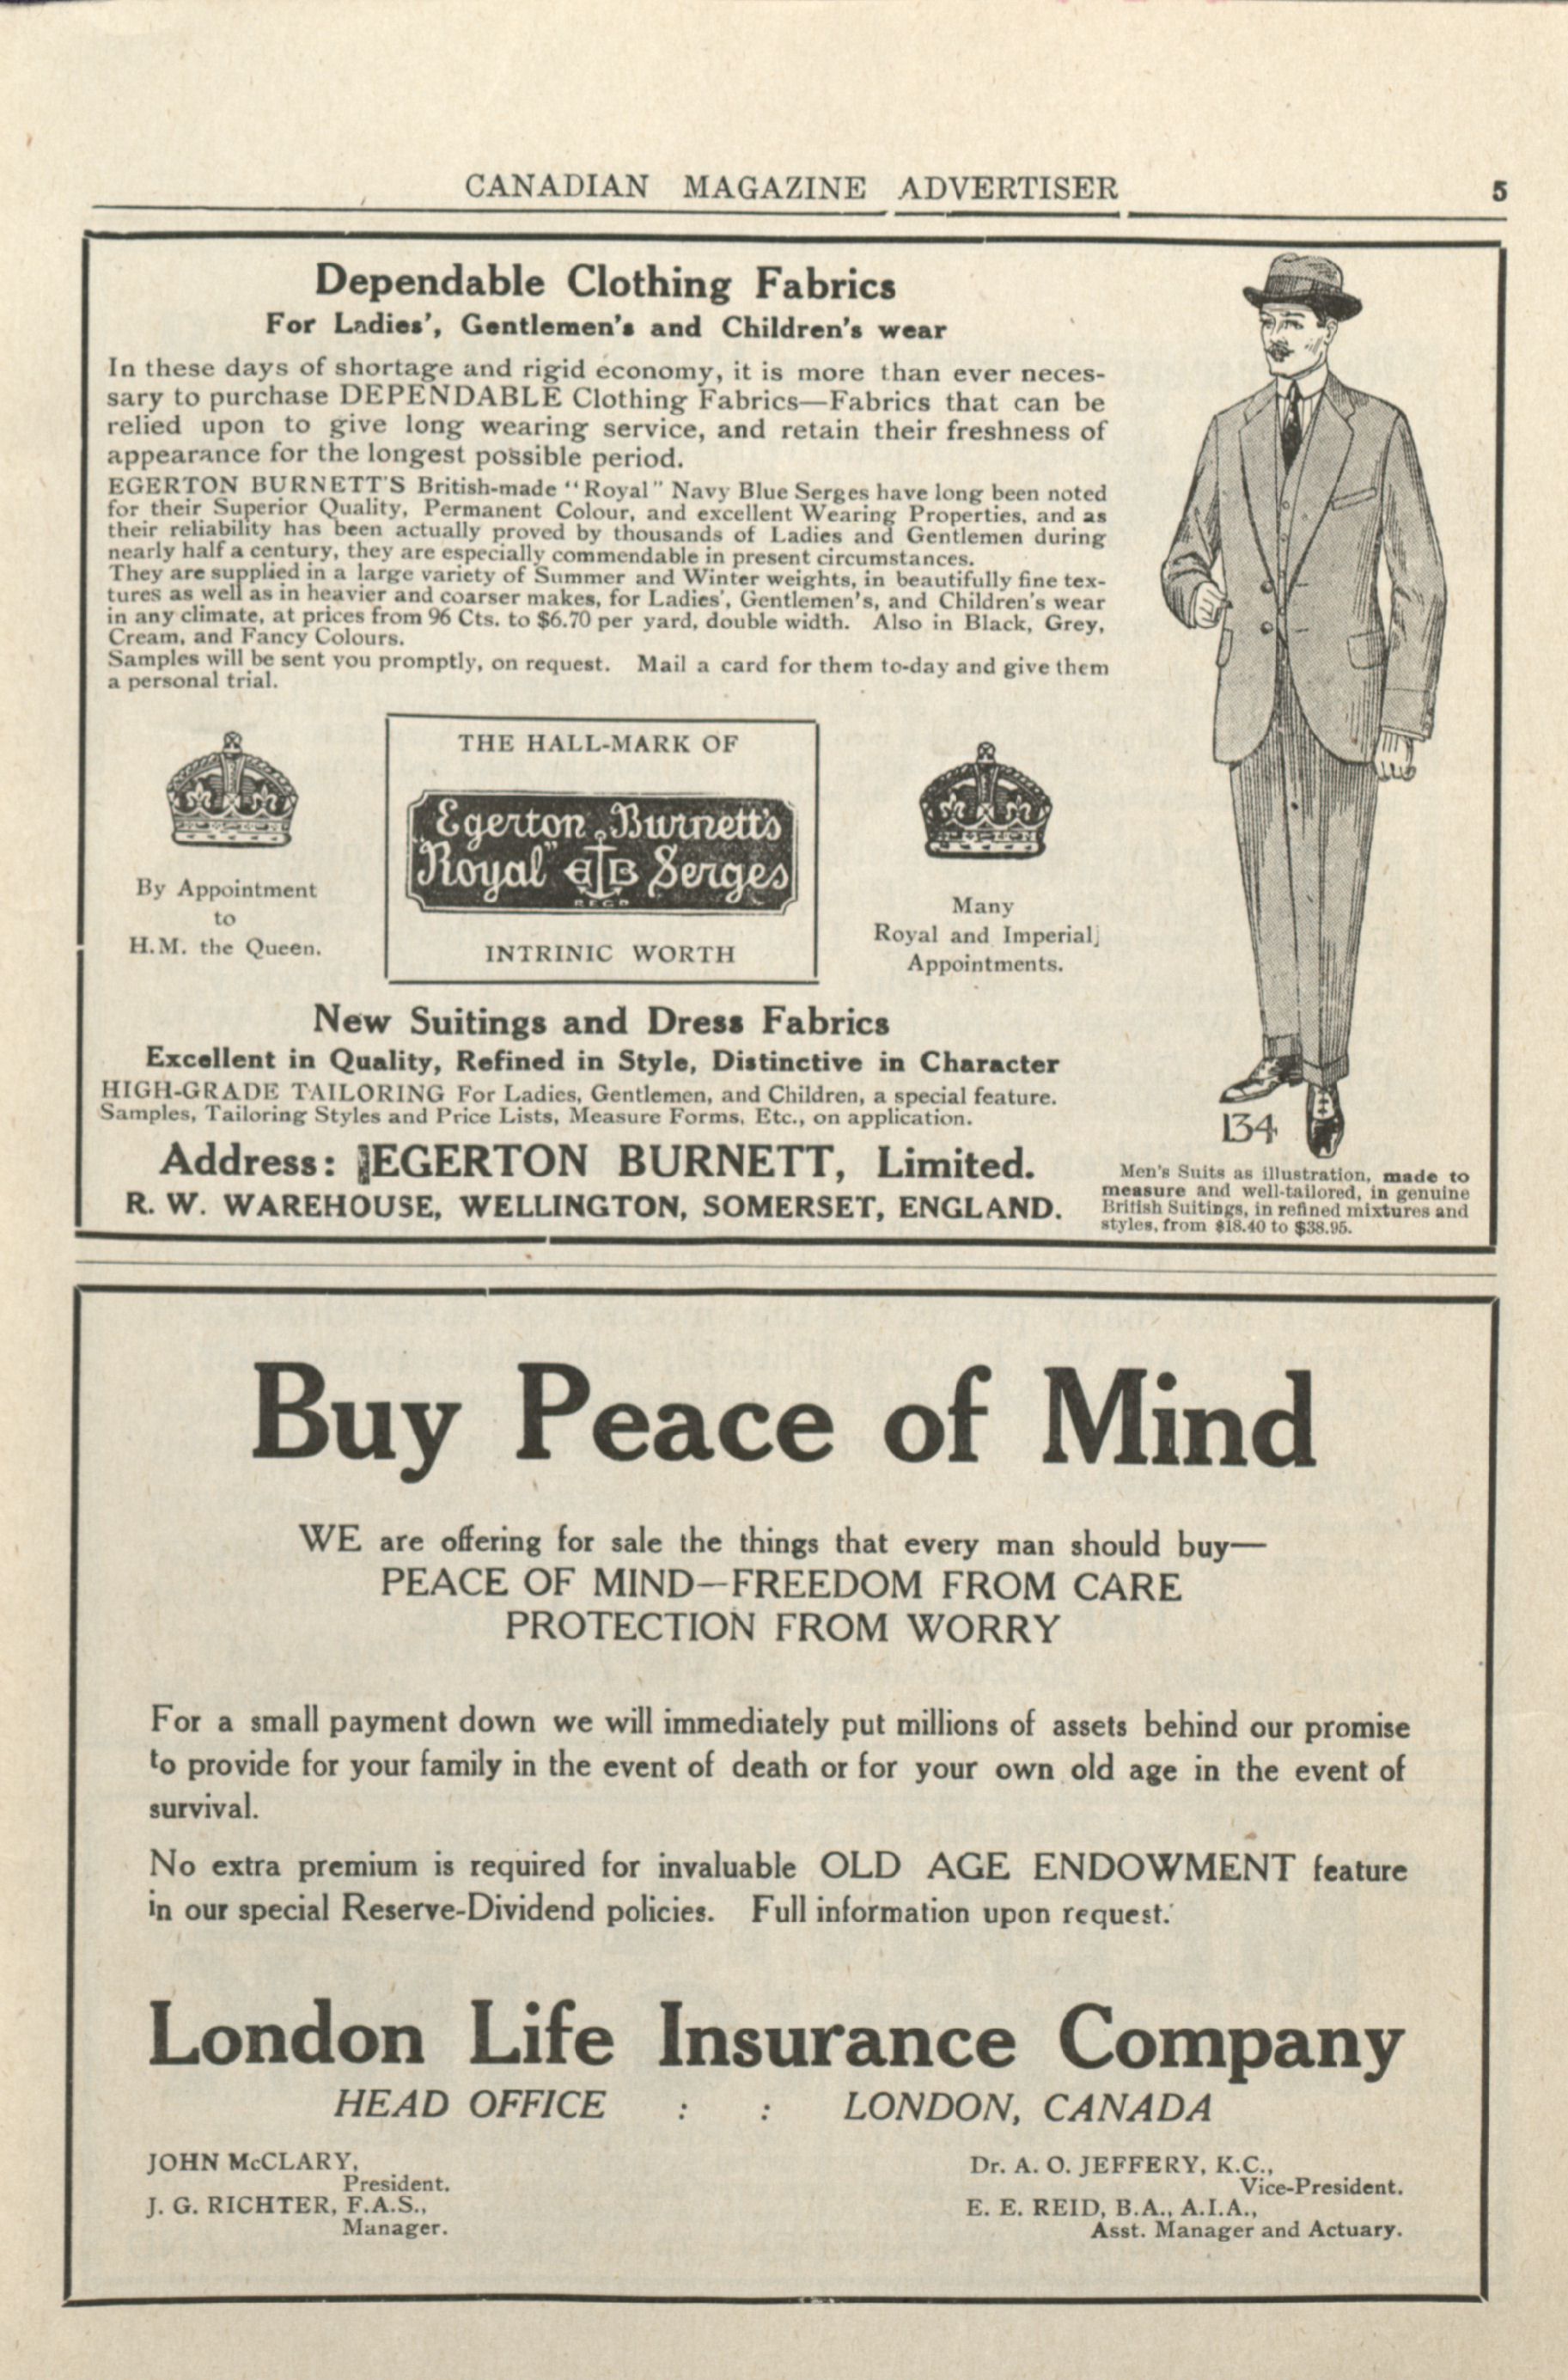 CANADIAN MAGAZINE ADVERTISER 5
Dependable Clothing Fabrics
For Ladies', Gentlemen's and Children's wear
In these days of shortage and rigid economy, it is more than ever neces-
sary to purchase DEPENDABLE Clothing Fabrics—Fabrics that can be
relied upon to give long wearing service, and retain their freshness of
appearance for the longest possible period.
EGERTON BURNETT'S British-made "Royal" Navy Blue Serges have long been noted
for their Superior Quality, Permanent Colour, and excellent Wearing Properties, and as
their reliability has been actually proved by thousands of Ladies and Gentlemen during
nearly half a century, they are especially commendable in present circumstances.
They are supplied in a large variety of Summer and Winter weights, in beautifully fine tex-
tures as well as in heavier and coarser makes, for Ladies', Gentlemen's, and Children's wear
in any climate, at prices from 96 Cts. to $6.70 per yard, double width. Also in Black, Grey,
Cream, and Fancy Colours.
Samples will be sent you promptly, on request. Mail a card for them to-day and give them
a personal trial.
By Appointment
to
H.M. the Queen.
THE HALL-MARK OF
Egerton Burnett's
"Royal" EB Serges
REGD
INTRINIC WORTH
Many
Royal and Imperial
Appointments.
New Suitings and Dress Fabrics
Excellent in Quality, Refined in Style, Distinctive in Character
HIGH-GRADE TAILORING For Ladies, Gentlemen, and Children, a special feature.
Samples, Tailoring Styles and Price Lists, Measure Forms, Etc., on application.
Address: EGERTON BURNETT, Limited.
R. W. WAREHOUSE, WELLINGTON, SOMERSET, ENGLAND.
134
Men's Suits as illustration, made to
measure and well-tailored, in genuine
British Suitings, in refined mixtures and
styles, from $18.40 to $38.95.
Buy Peace of Mind
WE are offering for sale the things that every man should buy—
PEACE OF MIND—FREEDOM FROM CARE
PROTECTION FROM WORRY
For a small payment down we will immediately put millions of assets behind our promise
to provide for your family in the event of death or for your own old age in the event of
survival.
No extra premium is required for invaluable OLD AGE ENDOWMENT feature
in our special Reserve-Dividend policies. Full information upon request.
London Life Insurance Company
HEAD OFFICE : : LONDON, CANADA
JOHN McCLARY,
President.
J. G. RICHTER, F.A.S.,
Manager.
Dr. A. O. JEFFERY, K.C.,
Vice-President.
E. E. REID, B.A., A.I.A.,
Asst. Manager and Actuary.